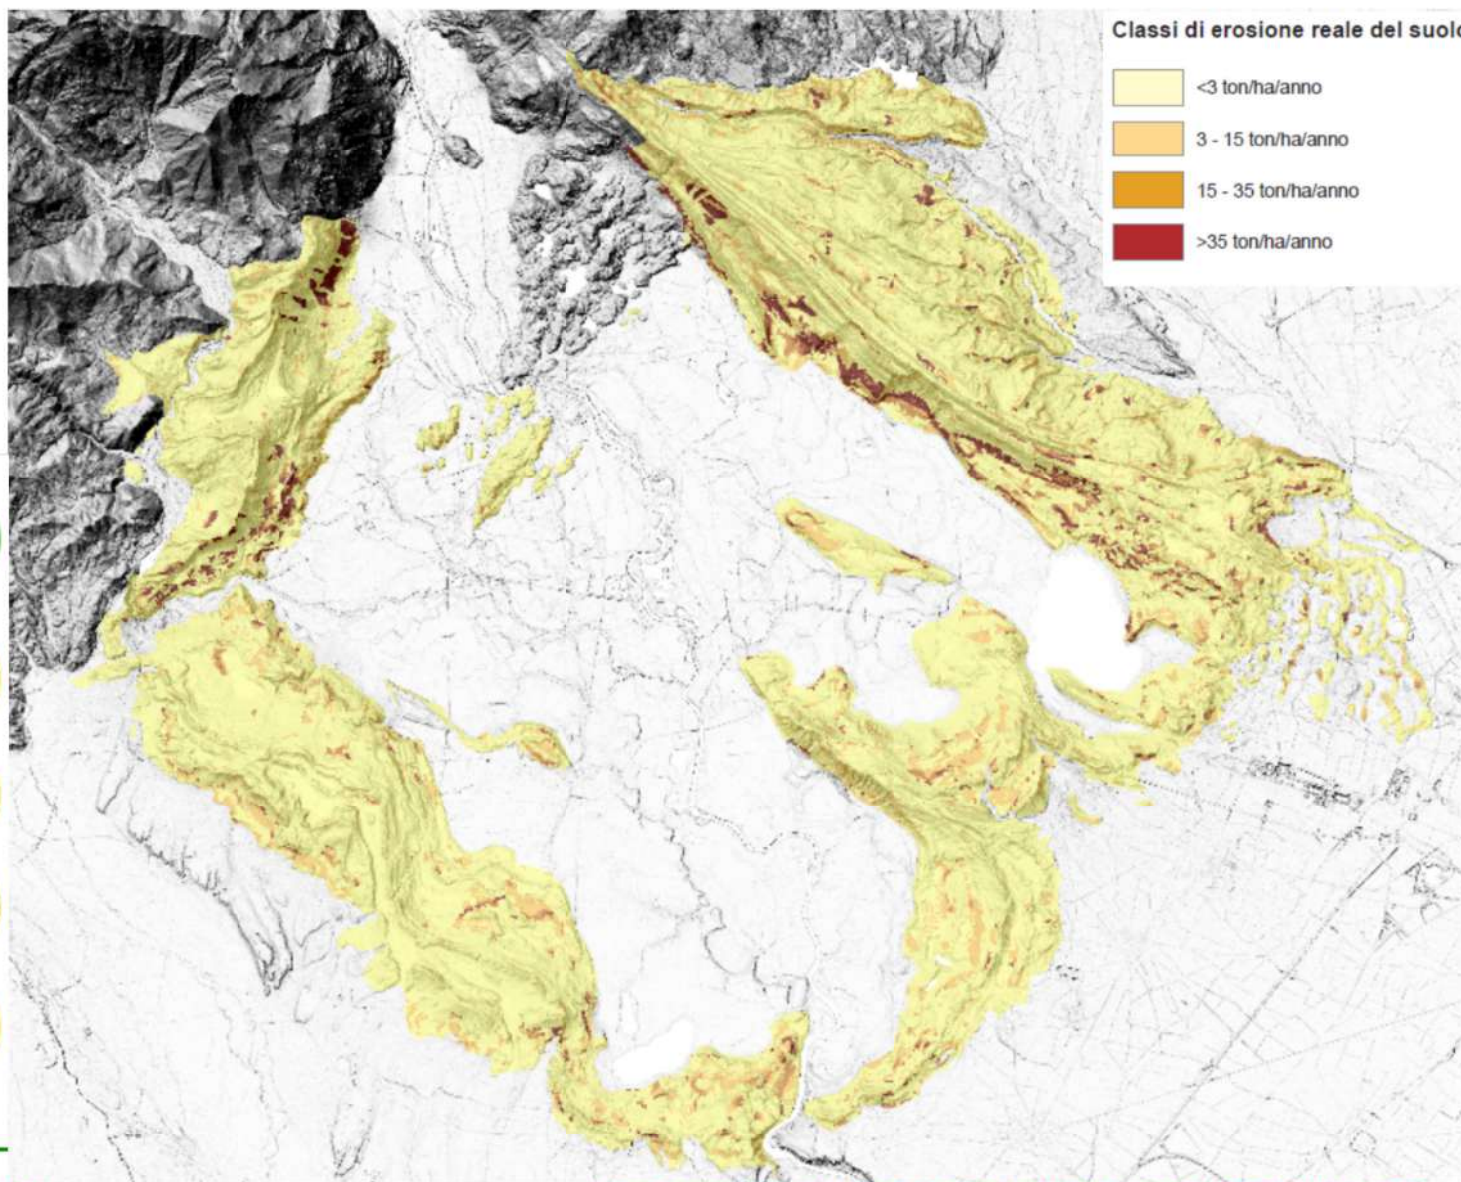 Classi di erosione reale del suolo
<3 ton/ha/anno
3 - 15 ton/ha/anno
15 - 35 ton/ha/anno
>35 ton/ha/anno